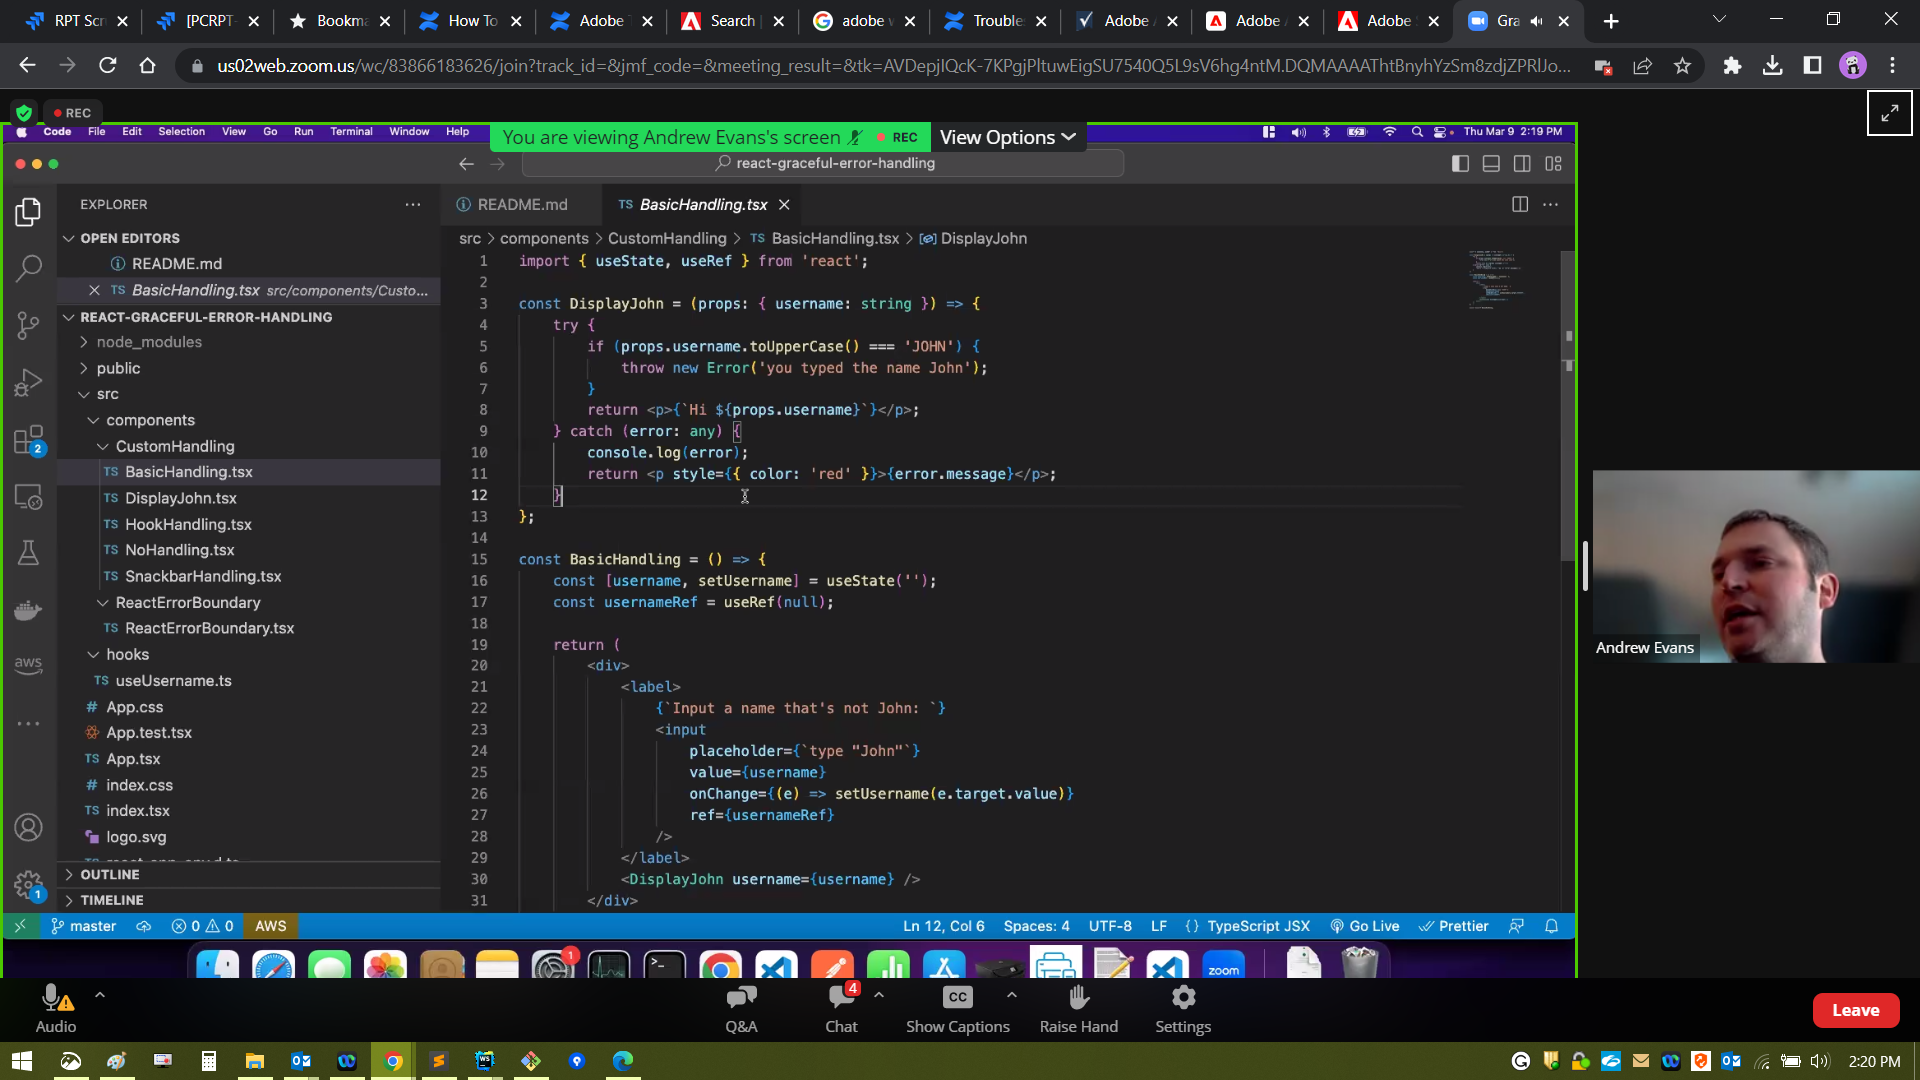 RPT Scr
[PCRPT-
Bookma
How To
Adobe
Search
adobe w
Trouble
Adobe
Adobe
Adobe
Gra
us02web.zoom.us/wc/83866183626/join?track_id=&jmf_code=&meeting_result=&tk=AVDepjIQcK-7KPgjPltuwEigSU7540Q5L9sV6hg4ntM.DQMAAAAThtBnyhYzSm8zdjZPRlJo...
REC
Code File Edit Selection View Go Run Terminal Window Help
You are viewing Andrew Evans's screen REC View Options
Thu Mar 9 2:19 PM
react-graceful-error-handling
EXPLORER
README.md
TS BasicHandling.tsx
OPEN EDITORS
README.md
TS BasicHandling.tsx src/components/Custo...
REACT-GRACEFUL-ERROR-HANDLING
node_modules
public
src
components
CustomHandling
TS BasicHandling.tsx
TS DisplayJohn.tsx
TS HookHandling.tsx
TS NoHandling.tsx
TS SnackbarHandling.tsx
ReactErrorBoundary
TS ReactErrorBoundary.tsx
hooks
TS useUsername.ts
# App.css
App.test.tsx
TS App.tsx
# index.css
TS index.tsx
logo.svg
OUTLINE
TIMELINE
2
aws
1
src > components > CustomHandling > TS BasicHandling.tsx > DisplayJohn
1 import { useState, useRef } from 'react';
2
3 const DisplayJohn = (props: { username: string }) => {
4 try {
5 if (props.username.toUpperCase() === 'JOHN') {
6 throw new Error('you typed the name John');
7 }
8 return <p>{`Hi ${props.username}`}</p>;
9 } catch (error: any) {
10 console.log(error);
11 return <p style={{ color: 'red' }}>{error.message}</p>;
12 }
13 };
14
15 const BasicHandling = () => {
16 const [username, setUsername] = useState('');
17 const usernameRef = useRef(null);
18
19 return (
20 <div>
21 <label>
22 {`Input a name that's not John: `}
23 <input
24 placeholder={`type "John"`}
25 value={username}
26 onChange={(e) => setUsername(e.target.value)}
27 ref={usernameRef}
28 />
29 </label>
30 <DisplayJohn username={username} />
31 </div>
master 0 0 AWS
Ln 12, Col 6 Spaces: 4 UTF-8 LF {} TypeScript JSX Go Live Prettier
Andrew Evans
1
zoom
Audio
Q&A
4
Chat
CC
Show Captions
Raise Hand
Settings
Leave
2:20 PM